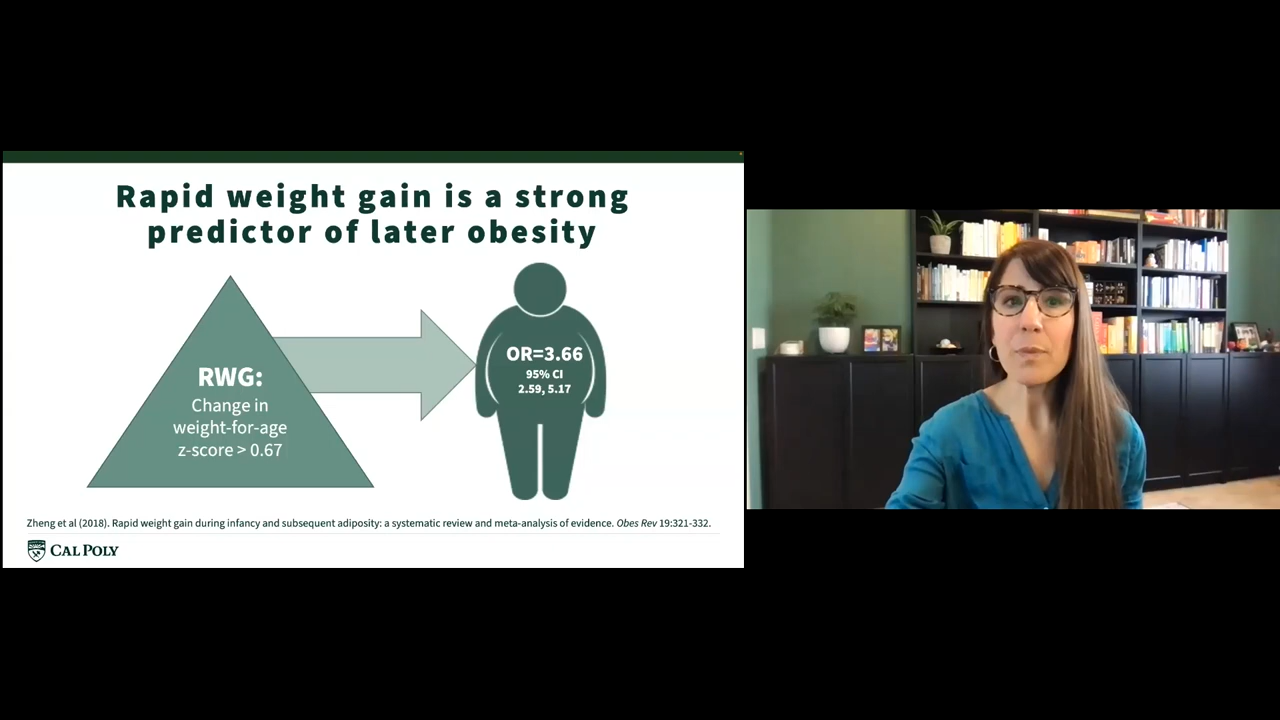 Rapid weight gain is a strong
predictor of later obesity
RWG:
Change in
weight-for-age
z-score > 0.67
OR=3.66
95% CI
2.59, 5.17
Zheng et al (2018). Rapid weight gain during infancy and subsequent adiposity: a systematic review and meta-analysis of evidence. Obes Rev 19:321-332.
CAL POLY